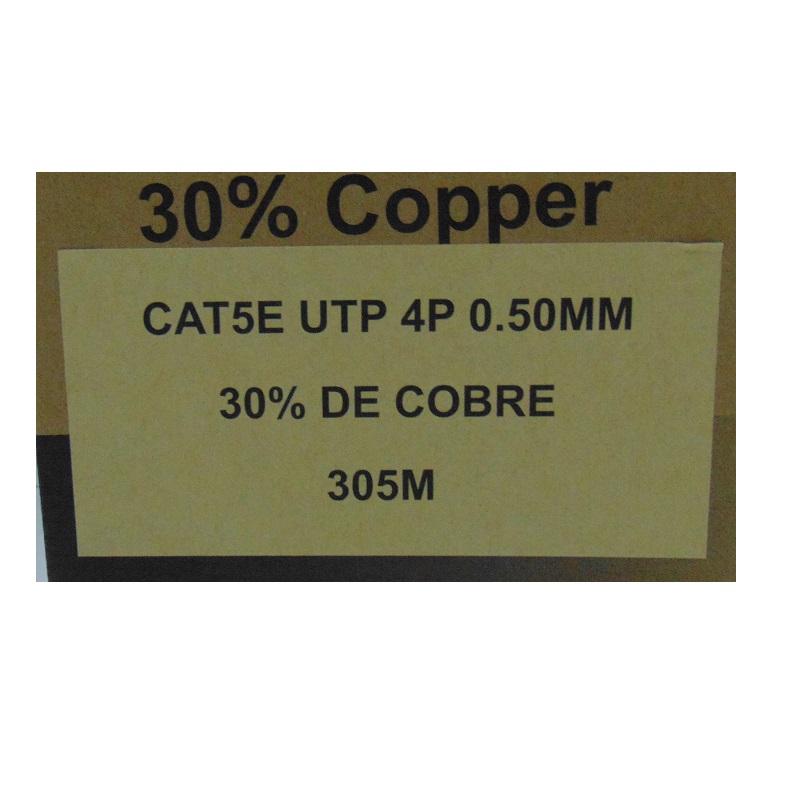 30% Copper
CAT5E UTP 4P 0.50MM
30% DE COBRE
305M